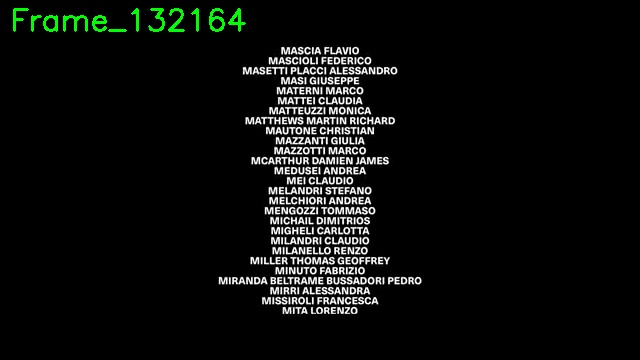 Frame_132164
MASCIA FLAVIO
MASCIOLI FEDERICO
MASETTI PLACCI ALESSANDRO
MASI GIUSEPPE
MATERNI MARCO
MATTEI CLAUDIA
MATTEUZZI MONICA
MATTHEWS MARTIN RICHARD
MAUTONE CHRISTIAN
MAZZANTI GIULIA
MAZZOTTI MARCO
MCARTHUR DAMIEN JAMES
MEDUSEI ANDREA
MEI CLAUDIO
MELANDRI STEFANO
MELCHIORI ANDREA
MENGOZZI TOMMASO
MICHAIL DIMITRIOS
MIGHELI CARLOTTA
MILANDRI CLAUDIO
MILANELLO RENZO
MILLER THOMAS GEOFFREY
MINUTO FABRIZIO
MIRANDA BELTRAME BUSSADORI PEDRO
MIRRI ALESSANDRA
MISSIROLI FRANCESCA
MITA LORENZO